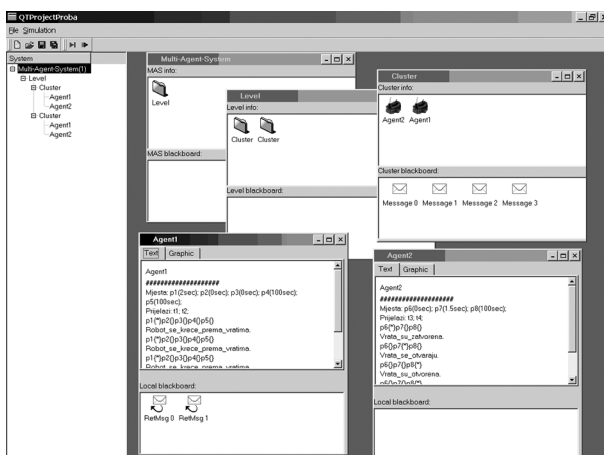 QTProjectProba
File Simulation
System
Multi-Agent-System(1)
Level
Cluster
Agent1
Agent2
Cluster
Agent1
Agent2
Multi-Agent-System
MAS info:
Level
MAS blackboard:
Level
Level info:
Cluster Cluster
Level blackboard:
Cluster
Cluster info:
Agent2 Agent1
Cluster blackboard:
Message 0 Message 1 Message 2 Message 3
Agent1
Text Graphic
Agent1
####################
Mjesta: p1(2sec); p2(0sec); p3(0sec); p4(100sec);
p5(100sec);
Prijelazi: t1; t2;
p1{*}p2{}p3{}p4{}p5{}
Robot_se_krece_prema_vratima.
p1{*}p2{}p3{}p4{}p5{}
Robot_se_krece_prema_vratima.
p1{*}p2{}p3{}p4{}p5{}
Robot_se_krece_prema_vratima.
Local blackboard:
RetMsg 0 RetMsg 1
Agent2
Text Graphic
Agent2
####################
Mjesta: p6(0sec); p7(1.5sec); p8(100sec);
Prijelazi: t3; t4;
p6{*}p7{}p8{}
Vrata_su_zatvorena.
p6{}p7{*}p8{}
Vrata_se_otvaraju.
p6{}p7{}p8{*}
Vrata_su_otvorena.
p6{}p7{}p8{*}
Local blackboard: